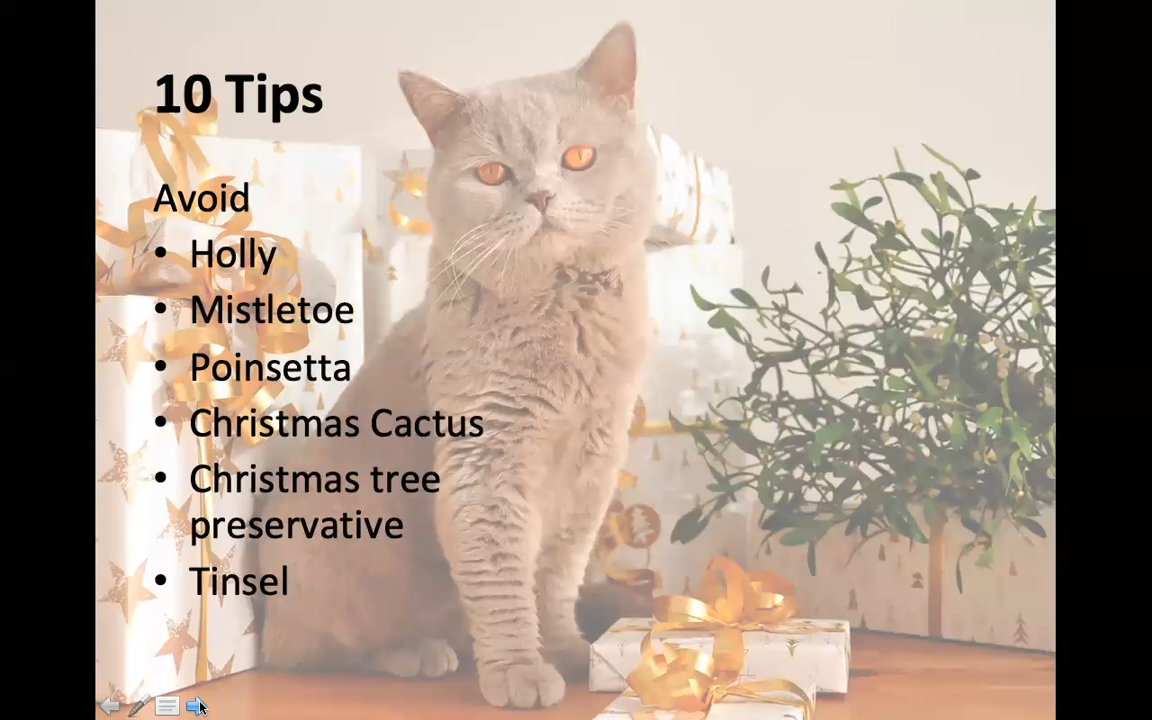 10 Tips
Avoid
• Holly
• Mistletoe
• Poinsetta
• Christmas Cactus
• Christmas tree
preservative
• Tinsel